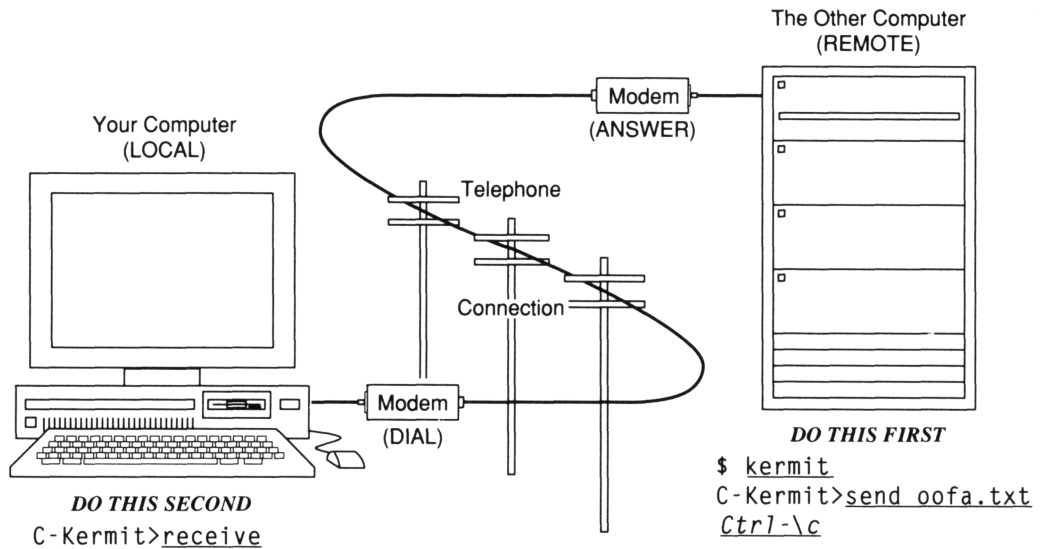 The Other Computer
(REMOTE)
Modem
(ANSWER)
Your Computer
(LOCAL)
Telephone
Connection
Modem
(DIAL)
DO THIS FIRST
$ kermit
C-Kermit>send oofa.txt
Ctrl-\c
DO THIS SECOND
C-Kermit>receive